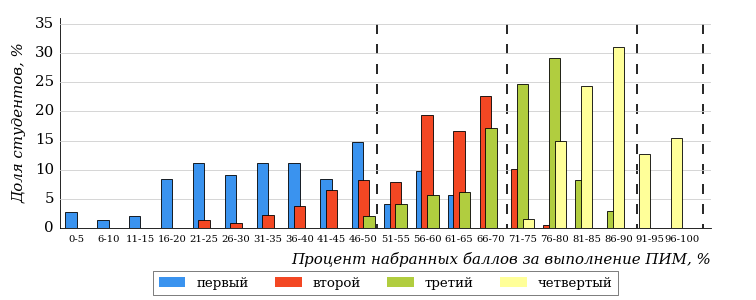 35
30
25
20
15
10
5
0
Доля студентов, %
0-5 6-10 11-15 16-20 21-25 26-30 31-35 36-40 41-45 46-50 51-55 56-60 61-65 66-70 71-75 76-80 81-85 86-90 91-95 96-100
Процент набранных баллов за выполнение ПИМ, %
первый второй третий четвертый